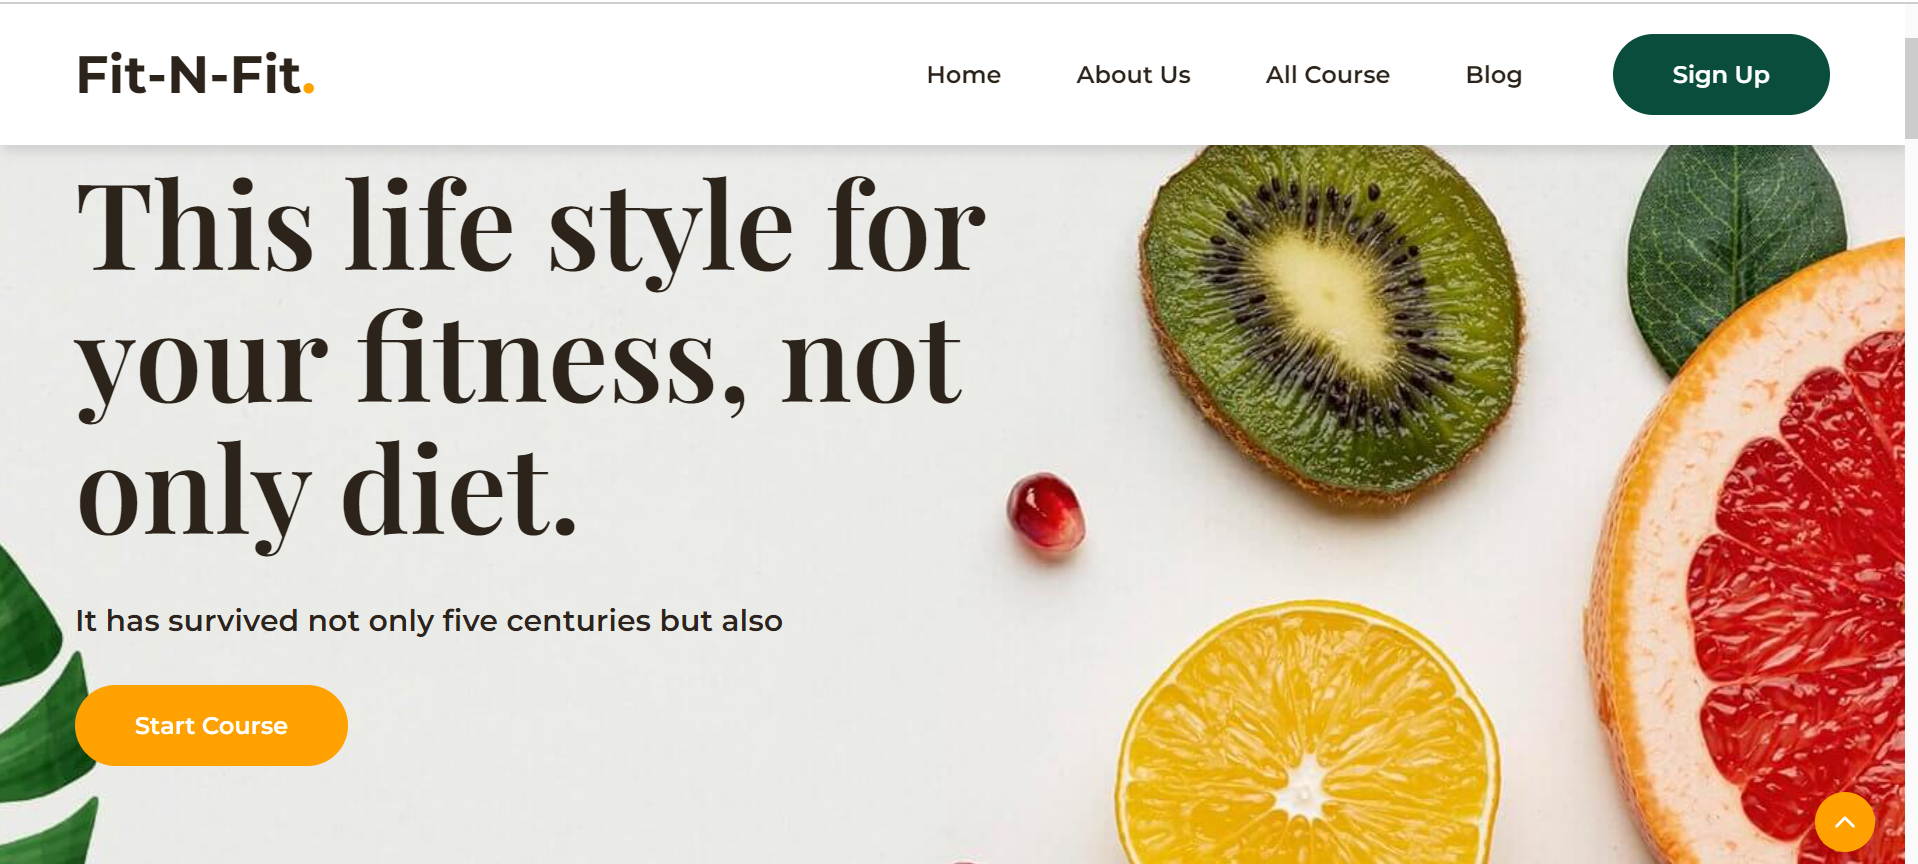 Fit-N-Fit.
Home
About Us
All Course
Blog
Sign Up
This life style for
your fitness, not
only diet.
It has survived not only five centuries but also
Start Course